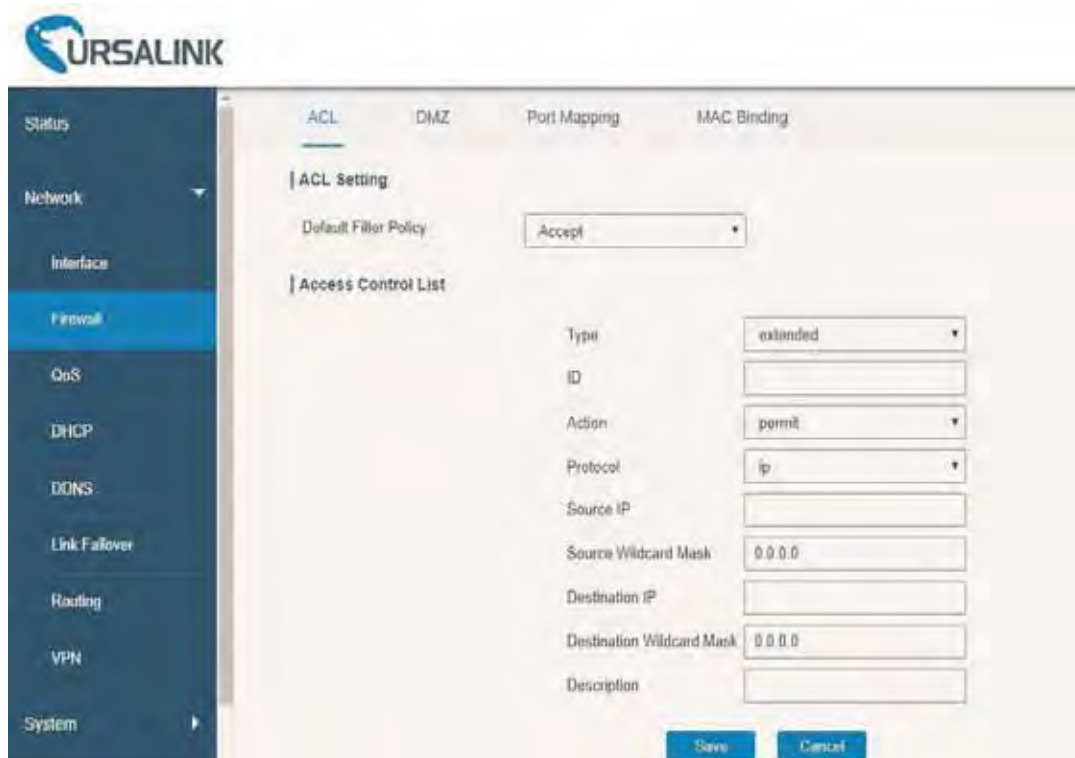 URSALINK
Status
Network
Interface
Firewall
QoS
DHCP
DDNS
Link Failover
Routing
VPN
System
ACL DMZ Port Mapping MAC Binding
ACL Setting
Default Filter Policy Accept
Access Control List
Type extended
ID
Action permit
Protocol ip
Source IP
Source Wildcard Mask 0.0.0.0
Destination IP
Destination Wildcard Mask 0.0.0.0
Description
Save Cancel